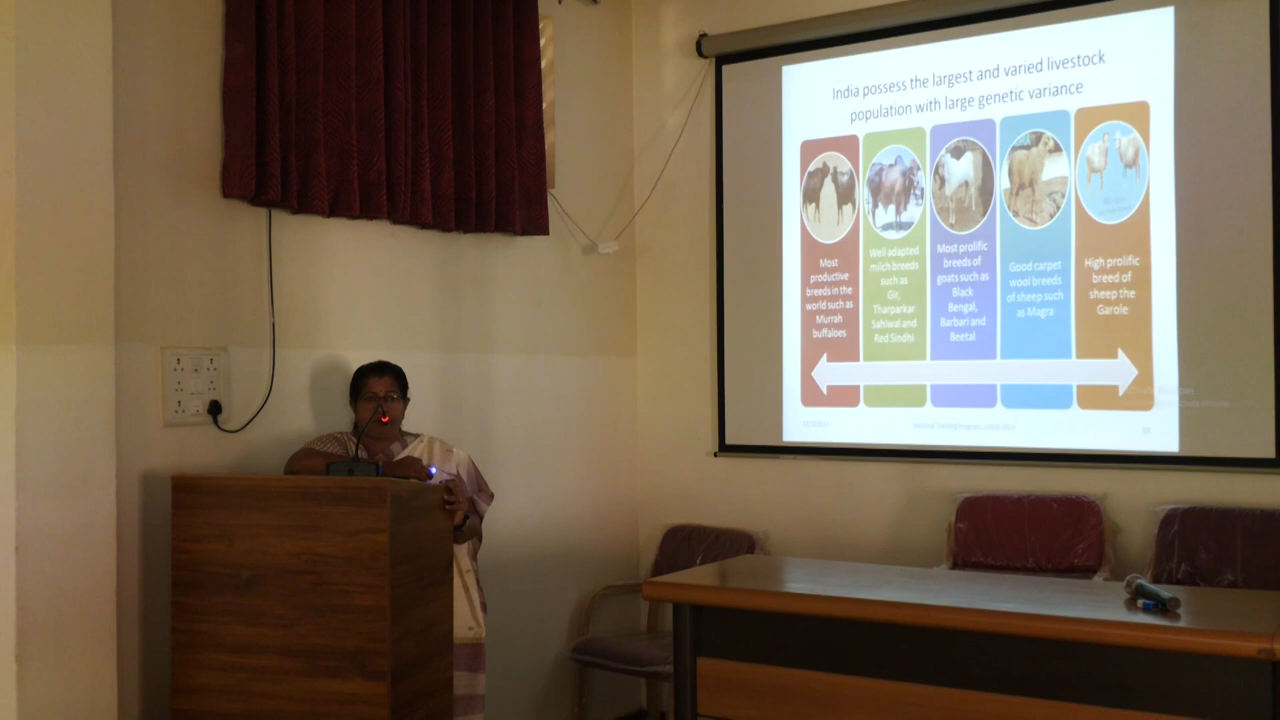 India possess the largest and varied livestock
population with large genetic variance
Most
productive
breeds in the
world such as
Murrah
buffaloes
Well adapted
milch breeds
such as
Gir,
Tharparkar
Sahiwal and
Red Sindhi
Most prolific
breeds of
goats such as
Black
Bengal,
Barbari and
Beetal
Good carpet
wool breeds
of sheep such
as Magra
High prolific
breed of
sheep the
Garole